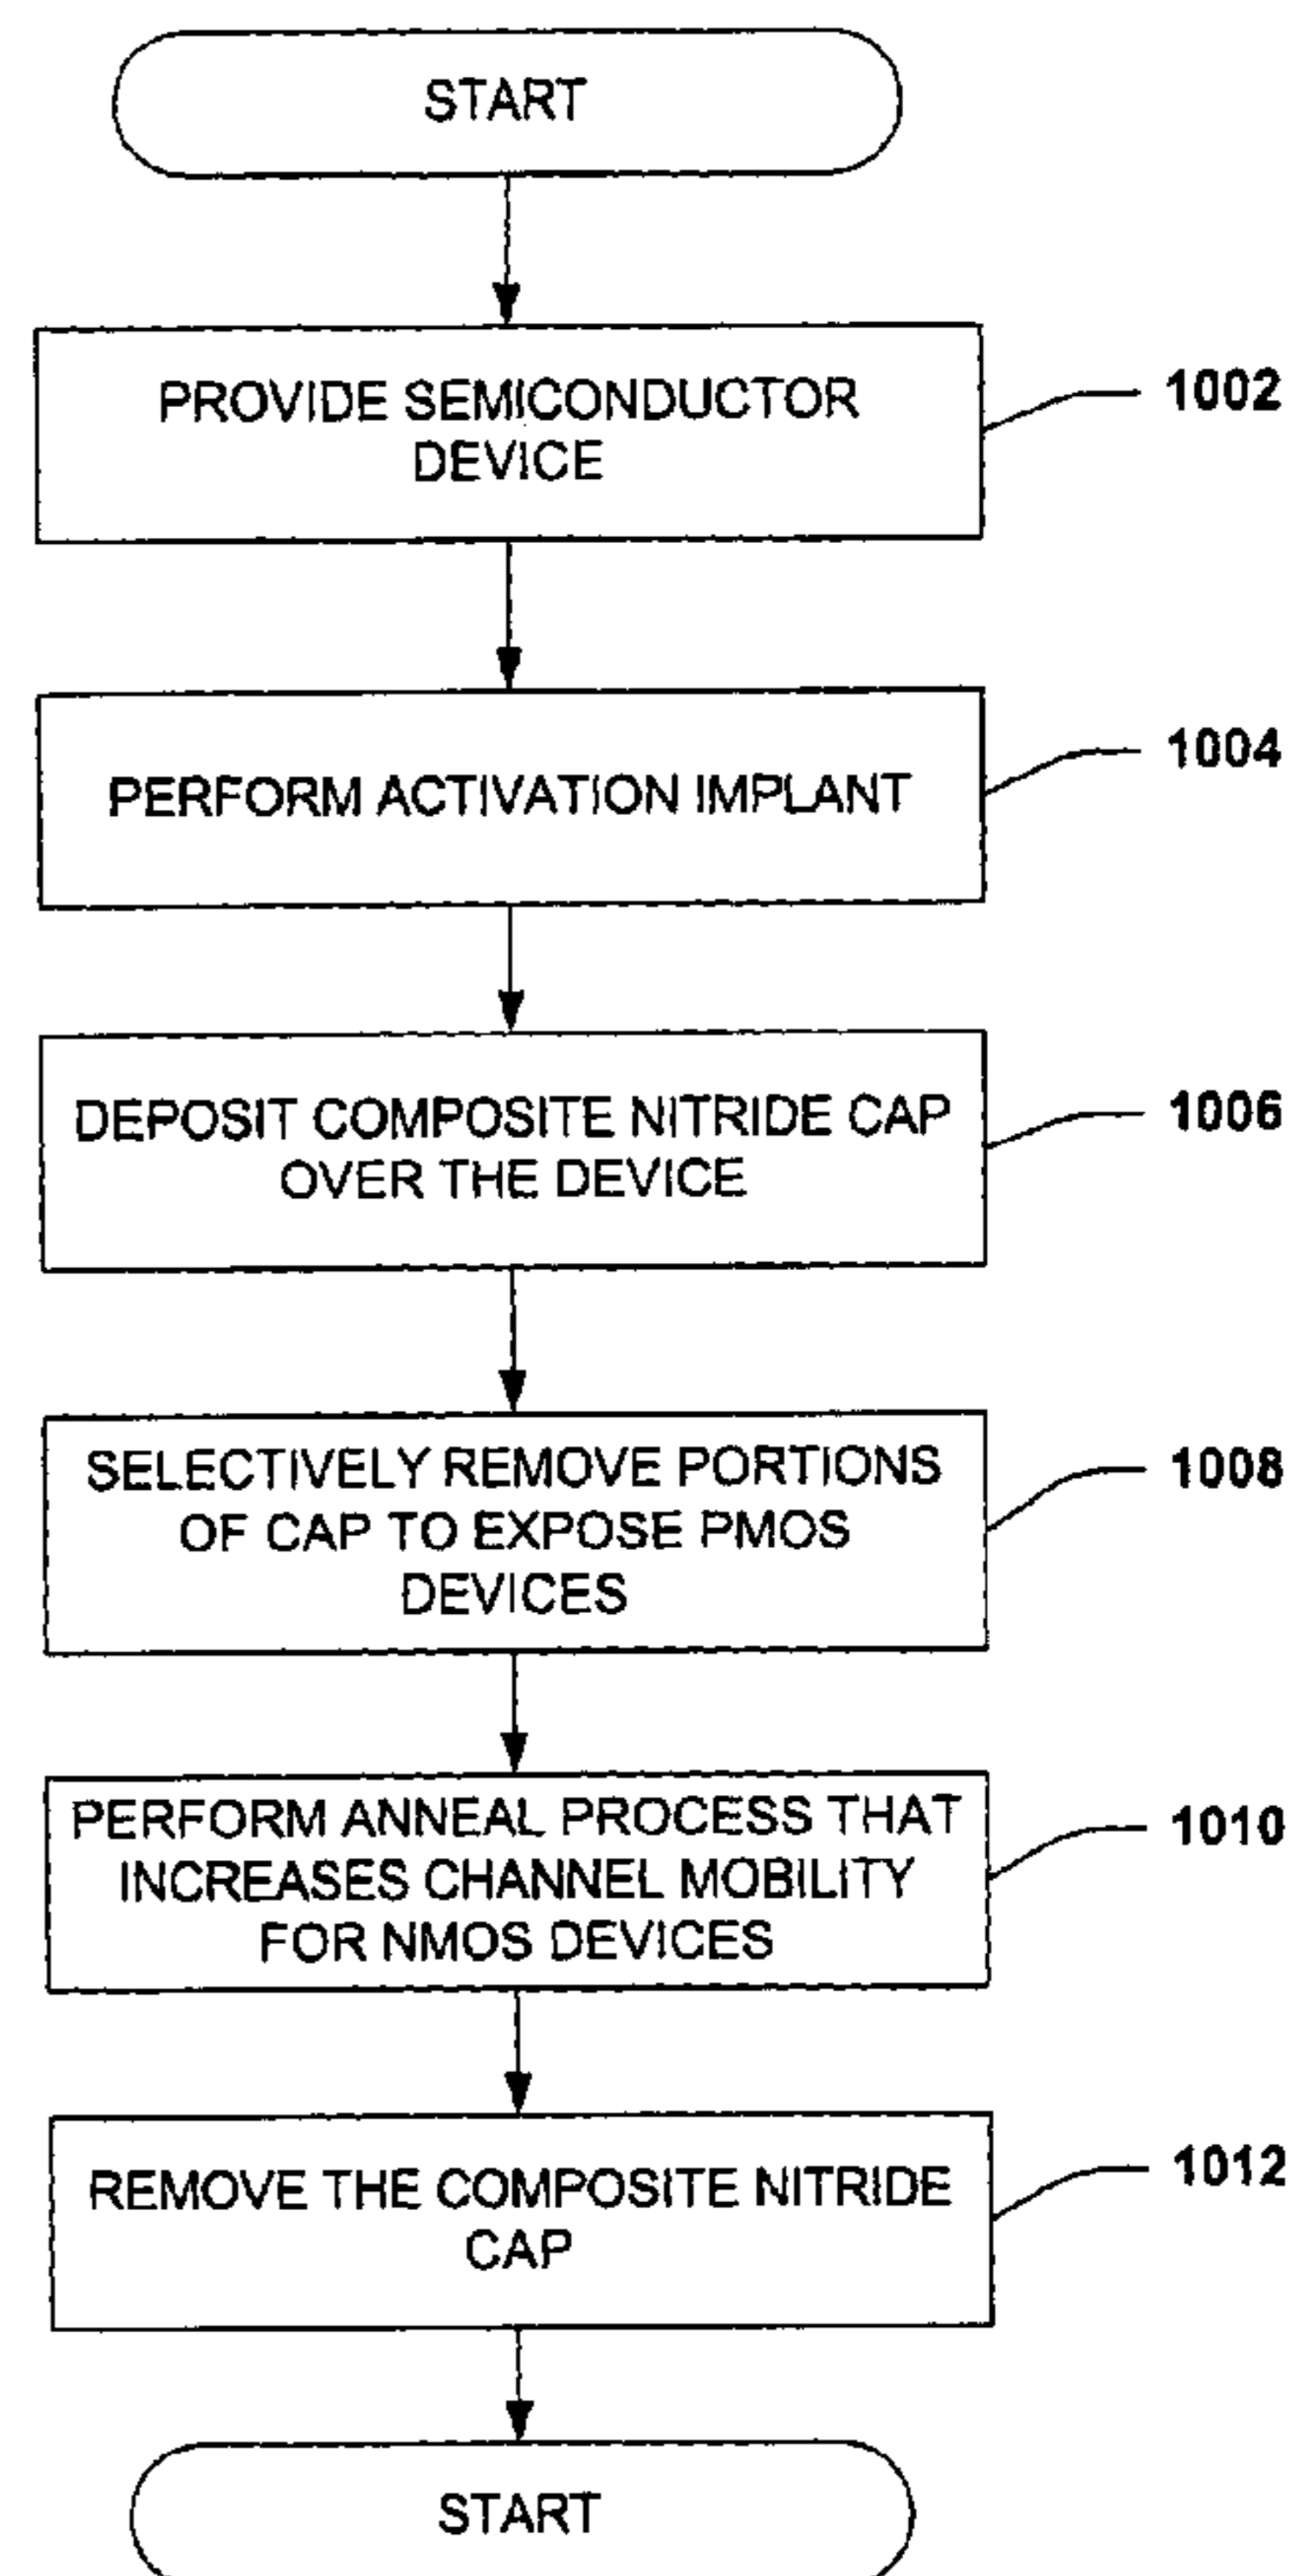 START
PROVIDE SEMICONDUCTOR
DEVICE
1002
PERFORM ACTIVATION IMPLANT
1004
DEPOSIT COMPOSITE NITRIDE CAP
OVER THE DEVICE
1006
SELECTIVELY REMOVE PORTIONS
OF CAP TO EXPOSE PMOS
DEVICES
1008
PERFORM ANNEAL PROCESS THAT
INCREASES CHANNEL MOBILITY
FOR NMOS DEVICES
1010
REMOVE THE COMPOSITE NITRIDE
CAP
1012
START